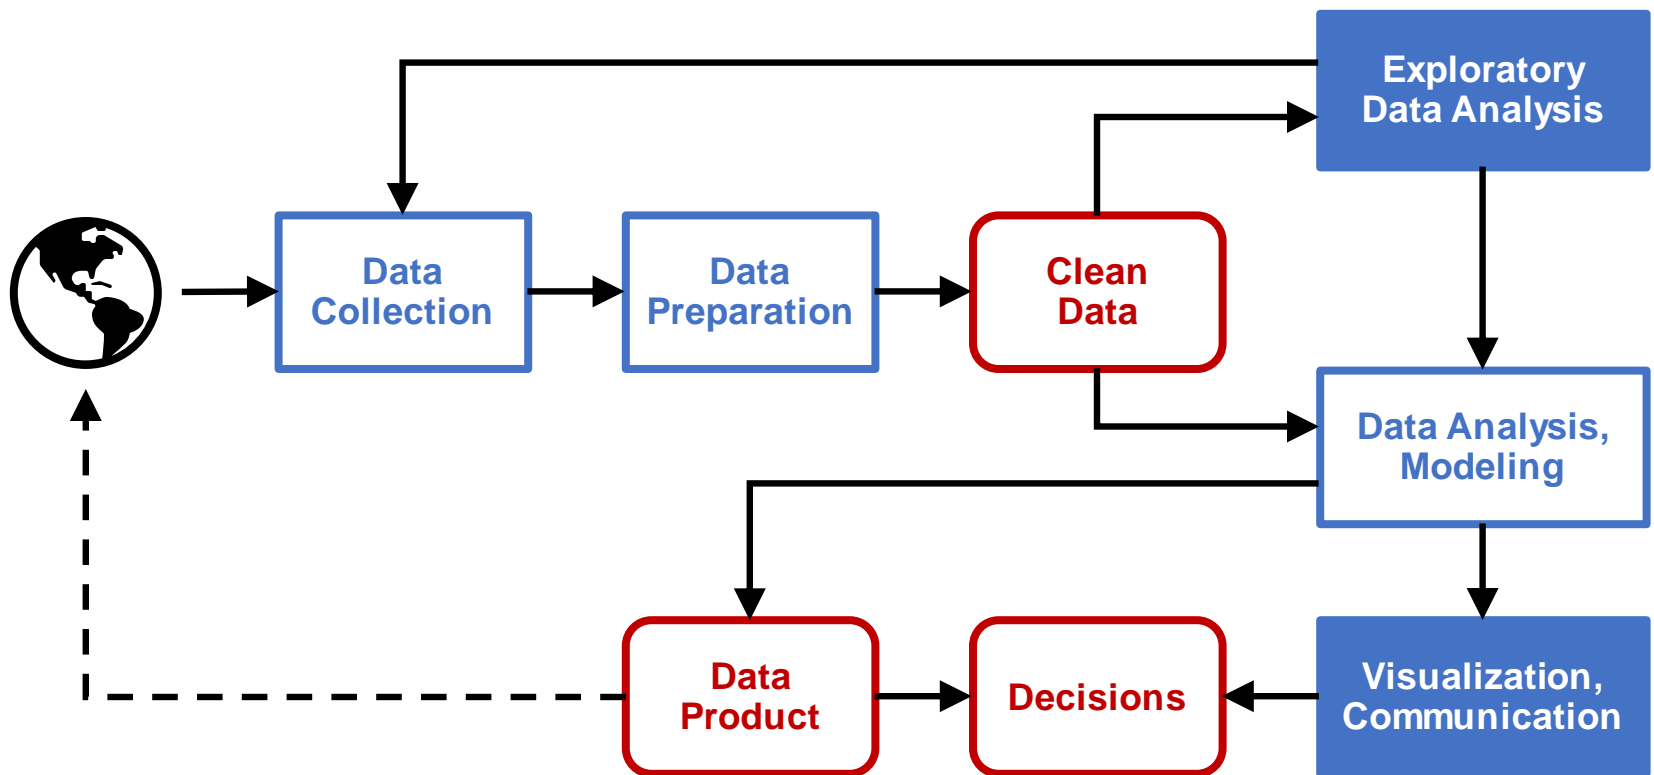 Exploratory
Data Analysis
Data
Collection
Data
Preparation
Clean
Data
Data Analysis,
Modeling
Data
Product
Decisions
Visualization,
Communication